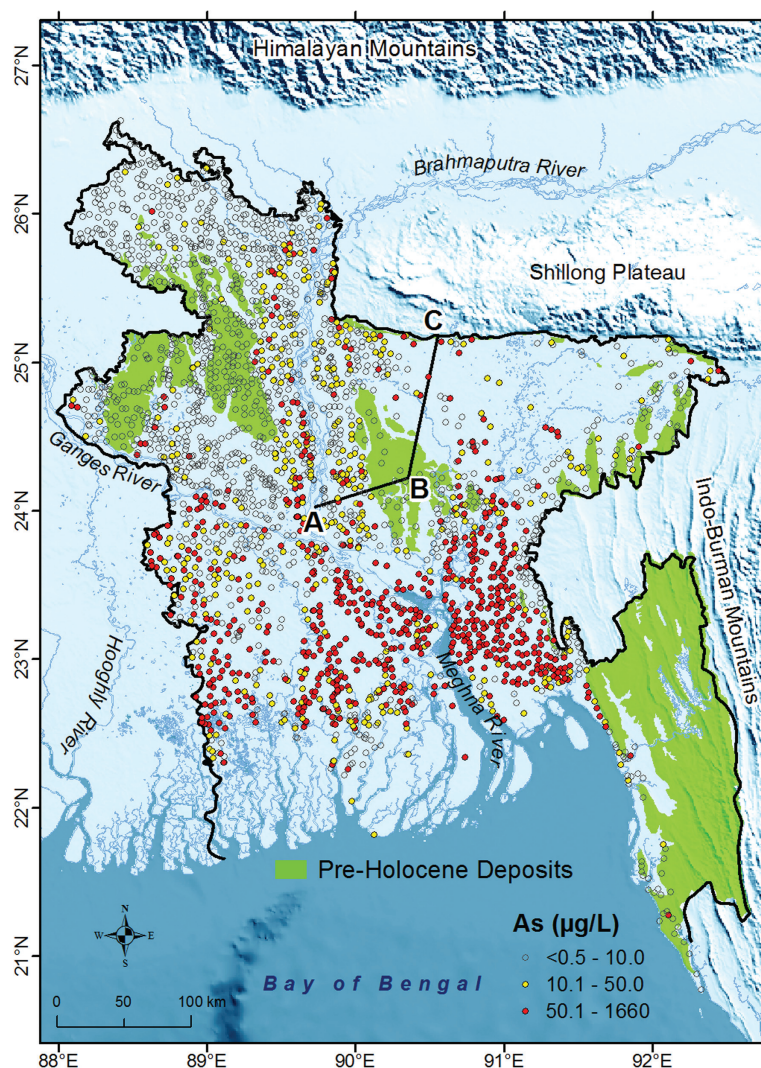 27°N
26°N
25°N
24°N
23°N
22°N
21°N
Himalayan Mountains
Brahmaputra River
Shillong Plateau
C
Ganges River
B
A
Indo-Burman Mountains
Hooghly River
Meghna River
Pre-Holocene Deposits
N
W E
S
As (µg/L)
<0.5 - 10.0
10.1 - 50.0
50.1 - 1660
Bay of Bengal
0 50 100 km
88°E 89°E 90°E 91°E 92°E